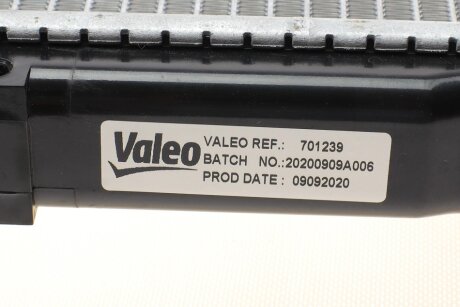 Valeo
VALEO REF.: 701239
BATCH NO.:20200909A006
PROD DATE: 09092020